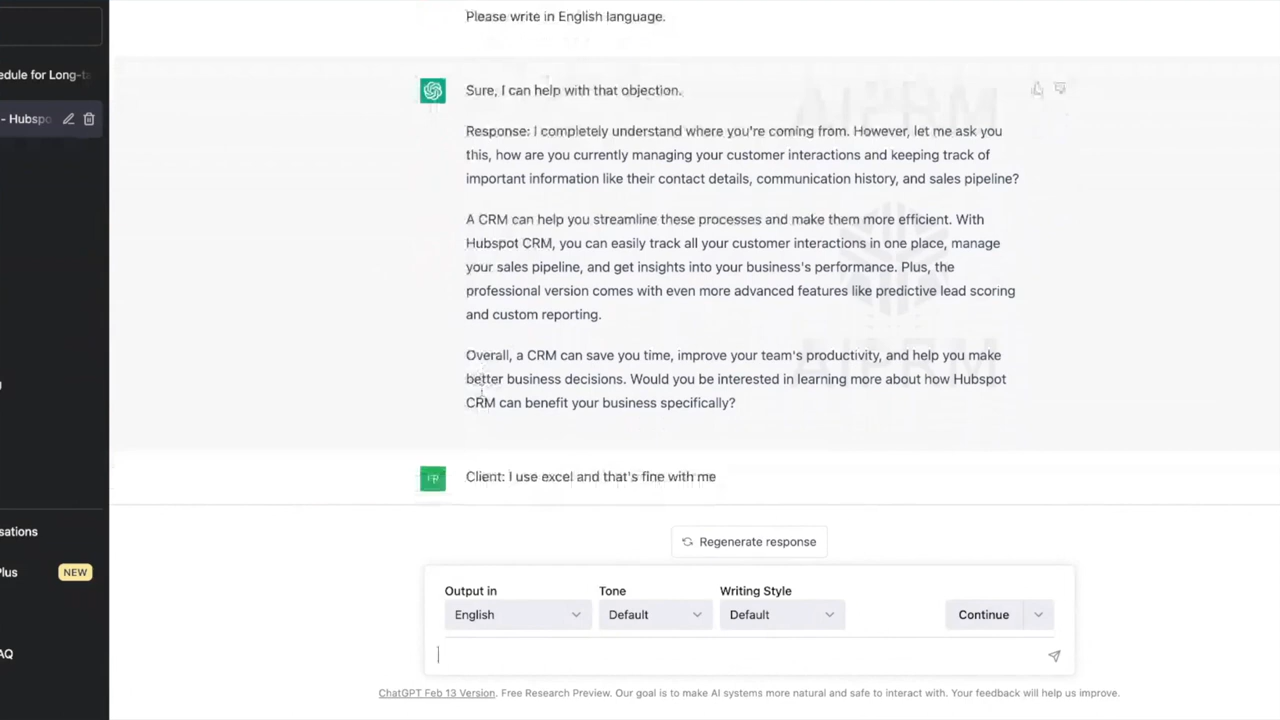 Please write in English language.
edule for Long-ta
- Hubspo
Sure, I can help with that objection.
AIPRM
Response: I completely understand where you're coming from. However, let me ask you
this, how are you currently managing your customer interactions and keeping track of
important information like their contact details, communication history, and sales pipeline?
A CRM can help you streamline these processes and make them more efficient. With
Hubspot CRM, you can easily track all your customer interactions in one place, manage
your sales pipeline, and get insights into your business's performance. Plus, the
professional version comes with even more advanced features like predictive lead scoring
and custom reporting.
Overall, a CRM can save you time, improve your team's productivity, and help you make
better business decisions. Would you be interested in learning more about how Hubspot
CRM can benefit your business specifically?
AIPRM
Client: I use excel and that's fine with me
sations
Plus
NEW
AQ
Regenerate response
Output in
Tone
Writing Style
English
Default
Default
Continue
ChatGPT Feb 13 Version. Free Research Preview. Our goal is to make AI systems more natural and safe to interact with. Your feedback will help us improve.